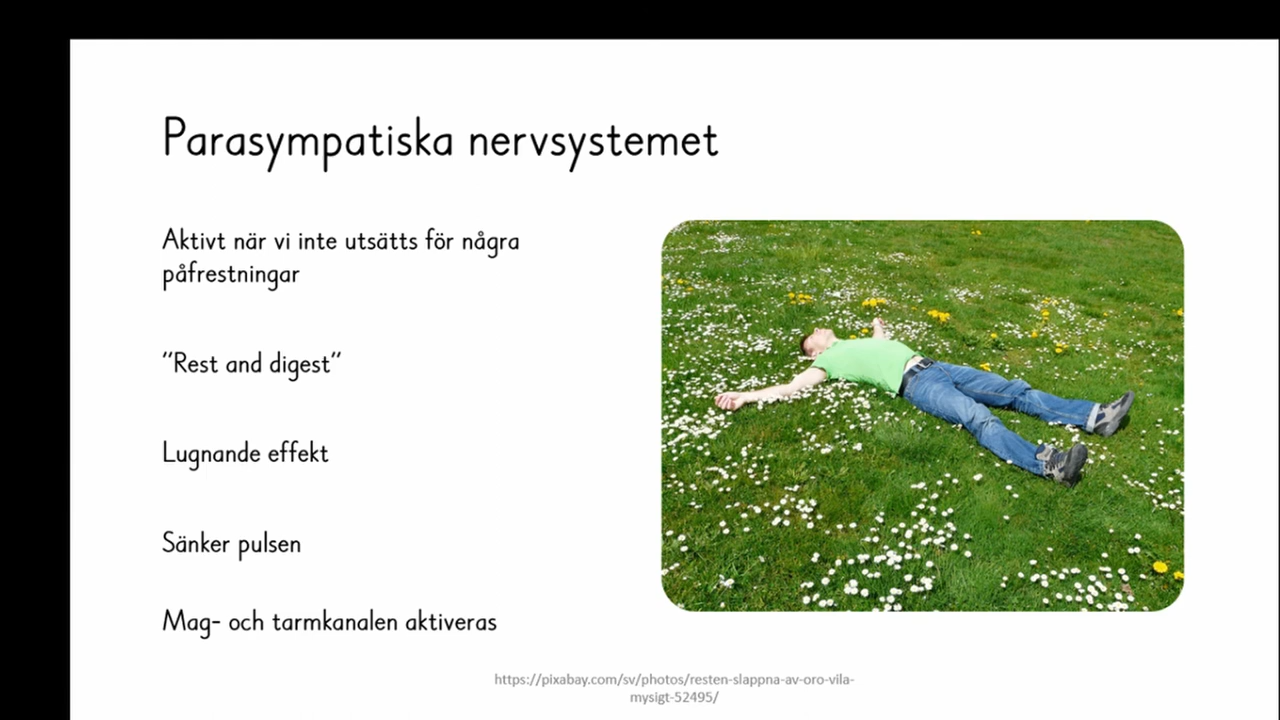 Parasympatiska nervsystemet
Aktivt när vi inte utsätts för några
påfrestningar
”Rest and digest”
Lugnande effekt
Sänker pulsen
Mag- och tarmkanalen aktiveras
https://pixabay.com/sv/photos/resten-slappna-av-oro-vila-
mysigt-52495/